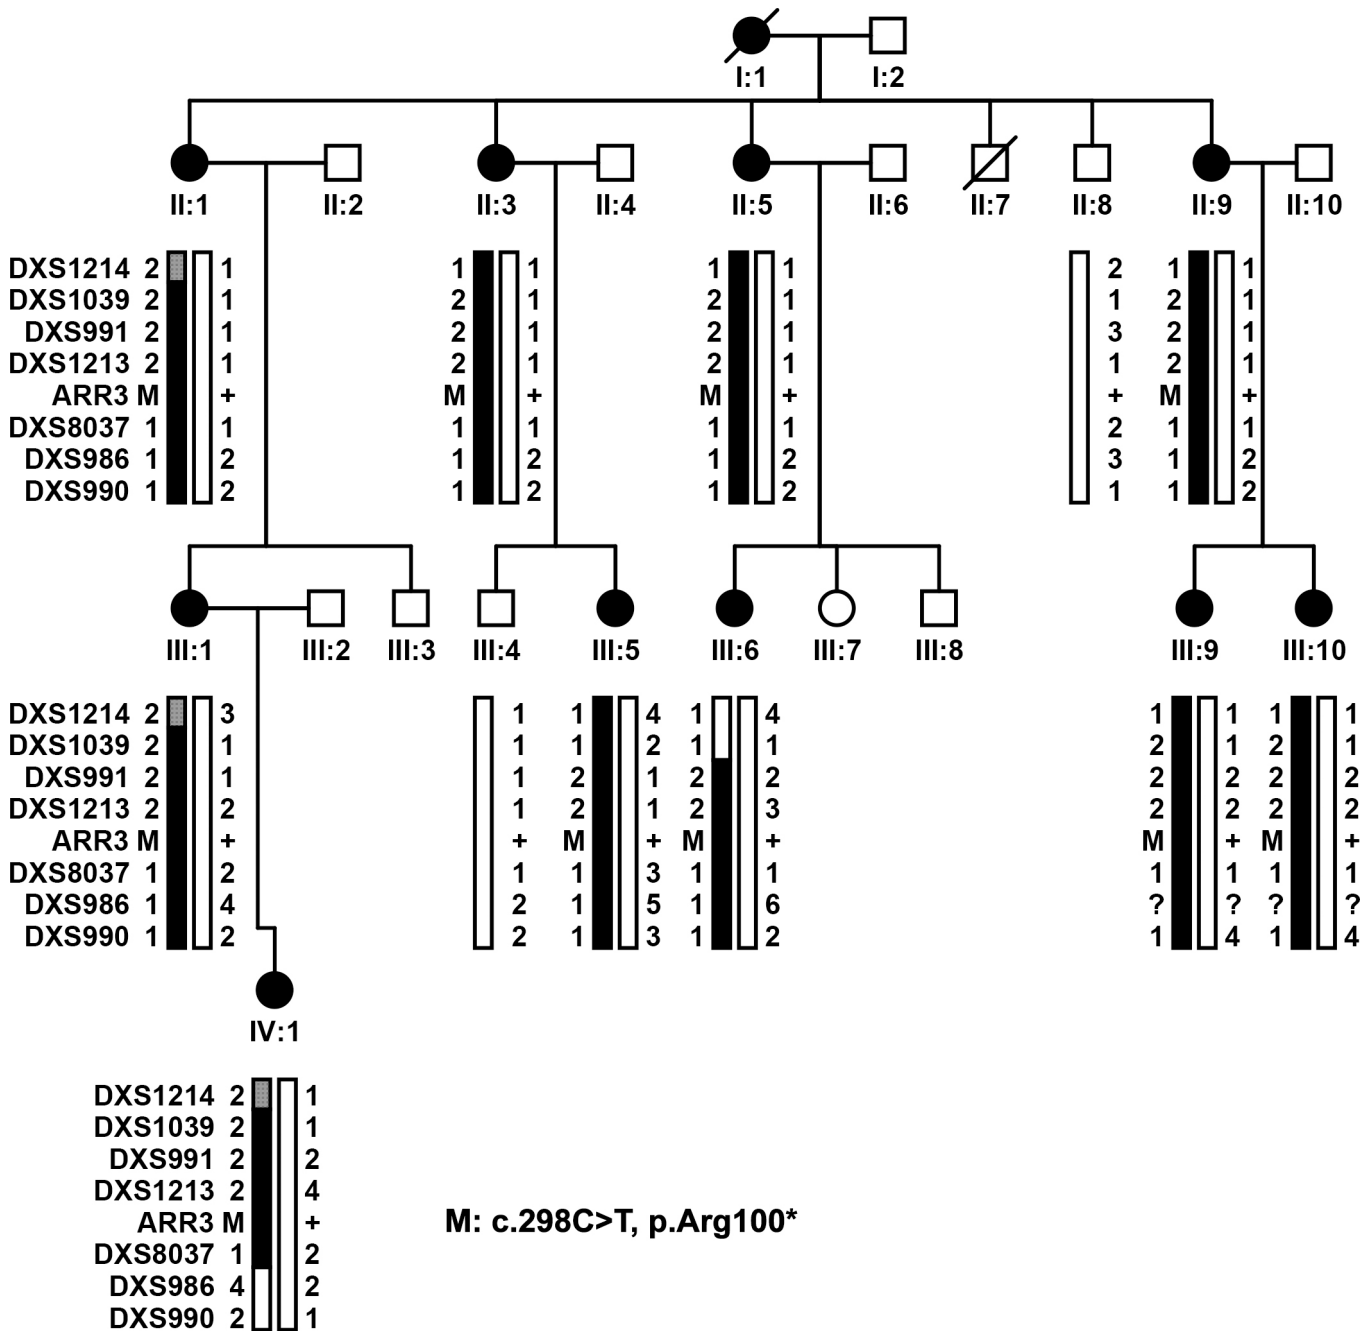 I:1 I:2
II:1 II:2 II:3 II:4 II:5 II:6 II:7 II:8 II:9 II:10
DXS1214 2 1 1 1 1 1 2 1 1
DXS1039 2 1 2 1 2 1 1 2 1
DXS991 2 1 2 1 2 1 3 2 1
DXS1213 2 1 2 1 2 1 1 2 1
ARR3 M + M + M + + M +
DXS8037 1 1 1 1 1 1 2 1 1
DXS986 1 2 1 2 1 2 3 1 2
DXS990 1 2 1 2 1 2 1 1 2
III:1 III:2 III:3 III:4 III:5 III:6 III:7 III:8 III:9 III:10
DXS1214 2 3 1 1 4 1 4 1 1 1 1
DXS1039 2 1 1 1 2 1 1 2 1 2 1
DXS991 2 1 1 2 1 2 2 2 2 2 2
DXS1213 2 2 1 2 1 2 3 2 2 2 2
ARR3 M + + M + M + M + M +
DXS8037 1 2 1 1 3 1 1 1 1 1 1
DXS986 1 4 2 1 5 1 6 ? ? ? ?
DXS990 1 2 2 1 3 1 2 1 4 1 4
IV:1
DXS1214 2 1
DXS1039 2 1
DXS991 2 2
DXS1213 2 4
ARR3 M +
M: c.298C>T, p.Arg100*
DXS8037 1 2
DXS986 4 2
DXS990 2 1